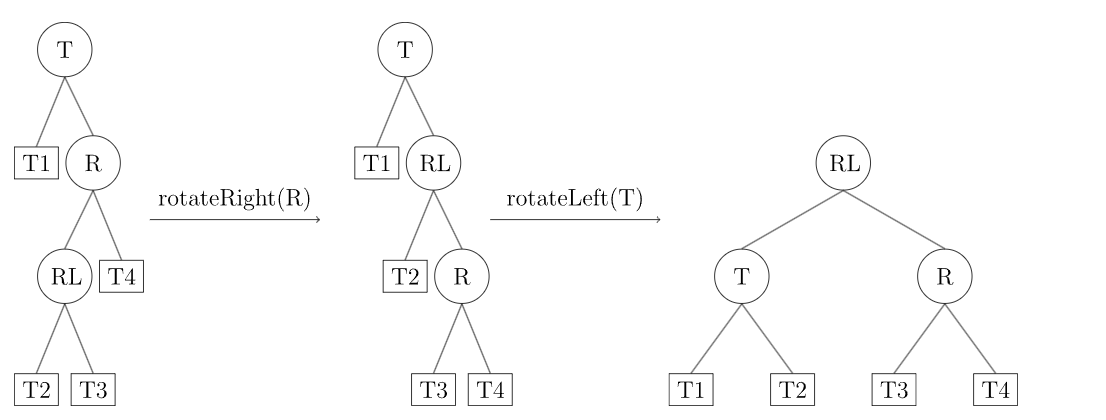 T
T1 R
RL T4
T2 T3
rotateRight(R)
T
T1 RL
T2 R
T3 T4
rotateLeft(T)
RL
T R
T1 T2 T3 T4